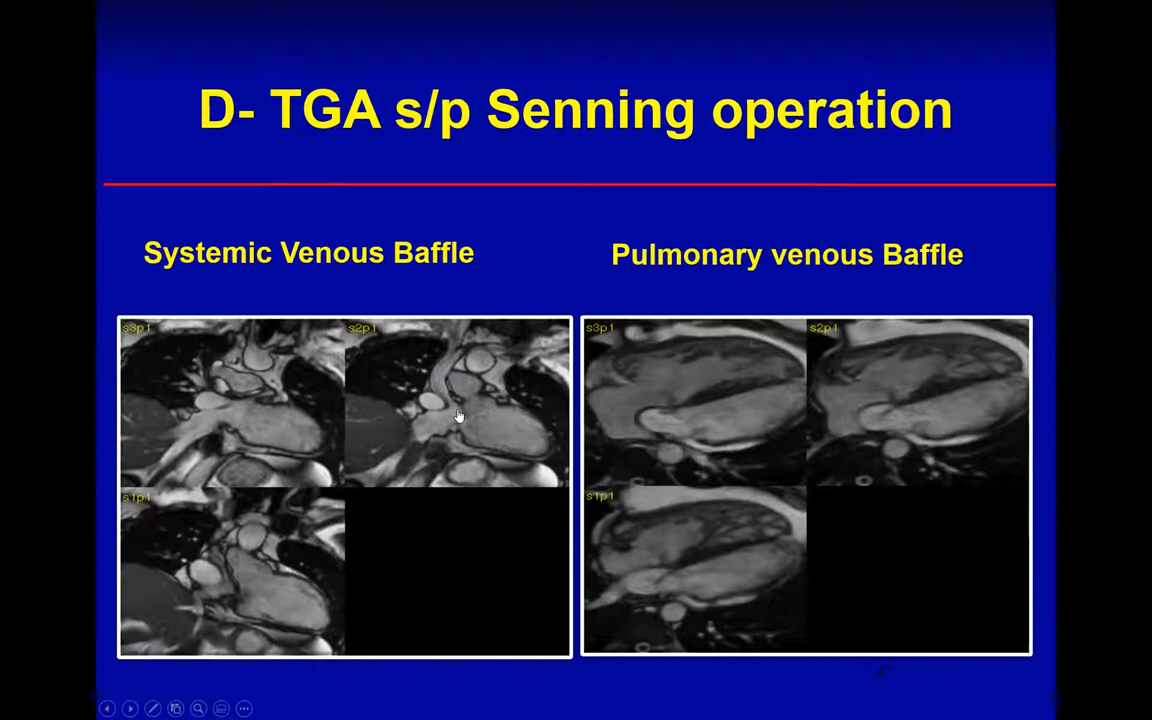 D- TGA s/p Senning operation
Systemic Venous Baffle
Pulmonary venous Baffle
s3p1
s2p1
s1p1
s3p1
s2p1
s1p1